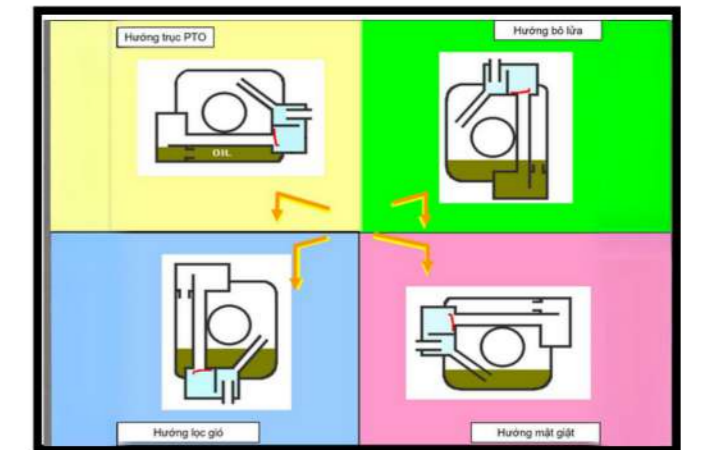 Hướng trục PTO
Hướng bô lửa
OIL
Hướng lọc gió
Hướng mặt giật